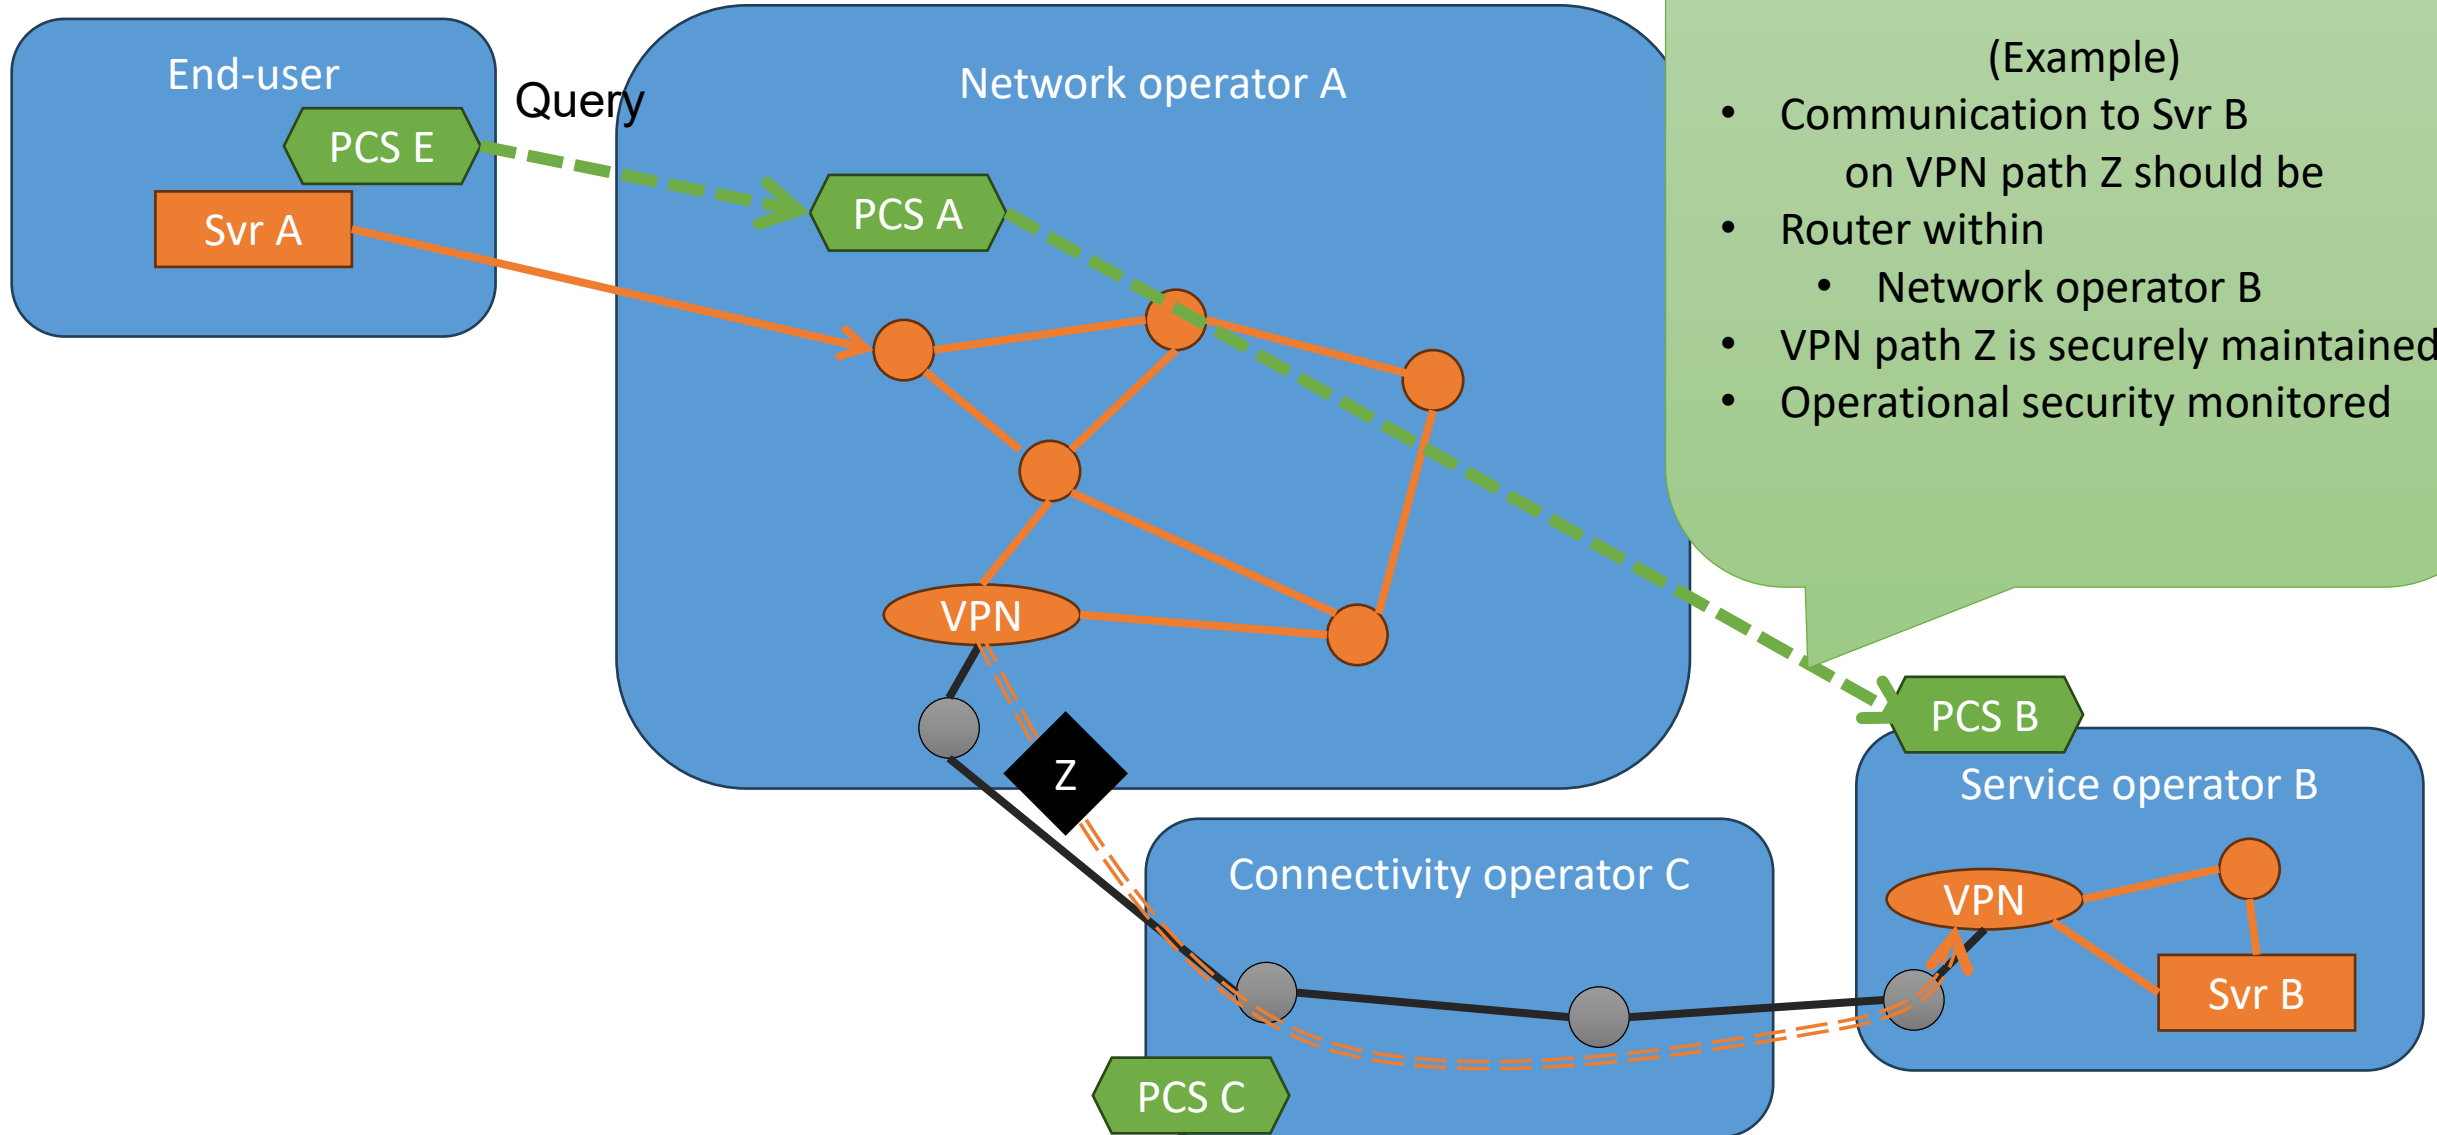 End-user
PCS E
Svr A
Query
Network operator A
PCS A
VPN
Z
(Example)
• Communication to Svr B
on VPN path Z should be
• Router within
• Network operator B
• VPN path Z is securely maintained
• Operational security monitored
PCS B
Service operator B
VPN
Svr B
Connectivity operator C
PCS C